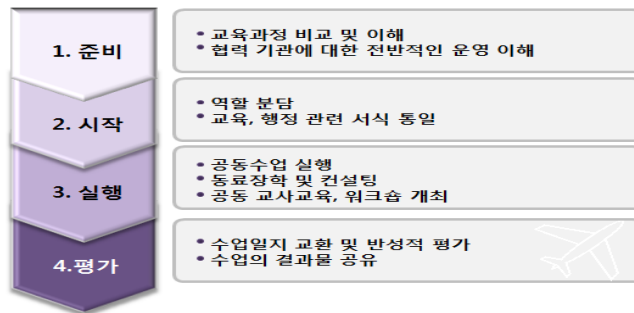 1. 준비
• 교육과정 비교 및 이해
• 협력 기관에 대한 전반적인 운영 이해
2. 시작
• 역할 분담
• 교육, 행정 관련 서식 통일
3. 실행
• 공동수업 실행
• 동료장학 및 컨설팅
• 공동 교사교육, 워크숍 개최
4.평가
• 수업일지 교환 및 반성적 평가
• 수업의 결과물 공유